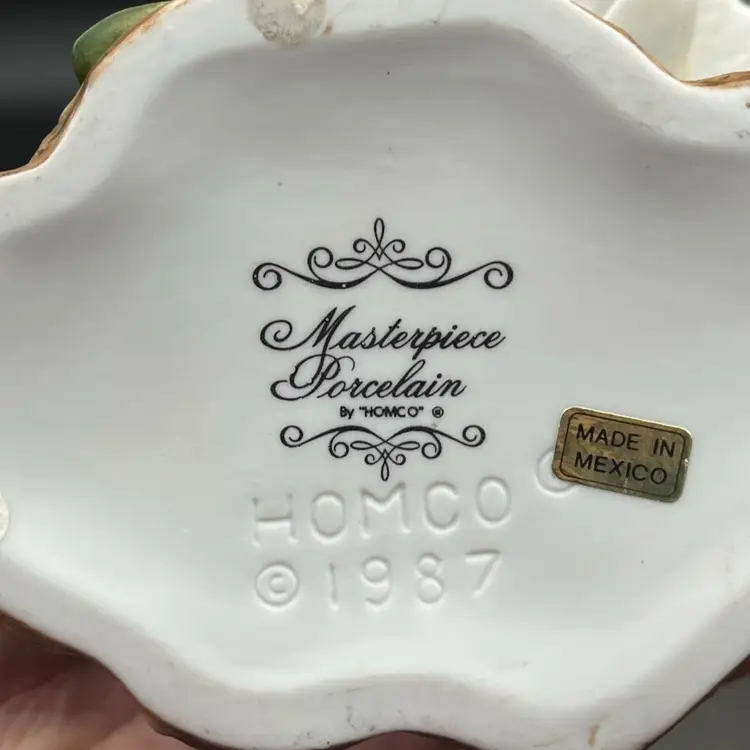 Masterpiece
Porcelain
By "HOMCO" ®
HOMCO
©1987
MADE IN
MEXICO